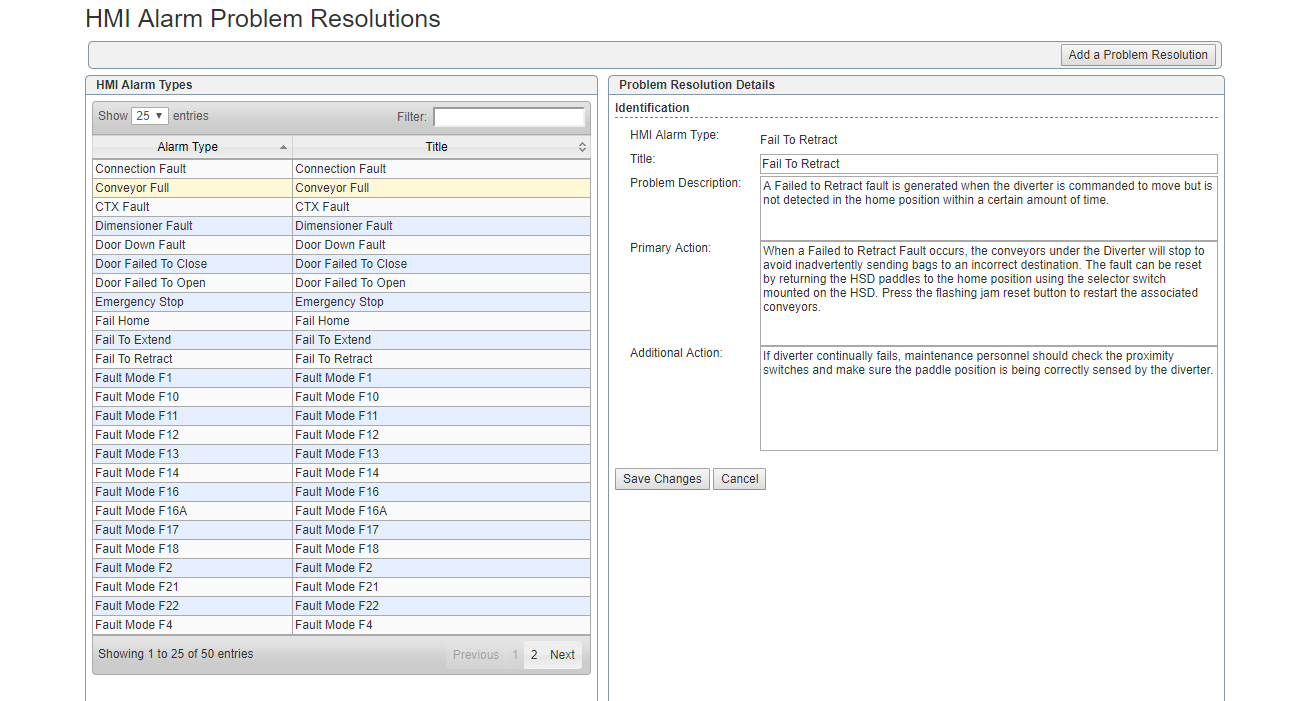 HMI Alarm Problem Resolutions
Add a Problem Resolution
HMI Alarm Types
Show 25 entries Filter:
Alarm Type Title
Connection Fault Connection Fault
Conveyor Full Conveyor Full
CTX Fault CTX Fault
Dimensioner Fault Dimensioner Fault
Door Down Fault Door Down Fault
Door Failed To Close Door Failed To Close
Door Failed To Open Door Failed To Open
Emergency Stop Emergency Stop
Fail Home Fail Home
Fail To Extend Fail To Extend
Fail To Retract Fail To Retract
Fault Mode F1 Fault Mode F1
Fault Mode F10 Fault Mode F10
Fault Mode F11 Fault Mode F11
Fault Mode F12 Fault Mode F12
Fault Mode F13 Fault Mode F13
Fault Mode F14 Fault Mode F14
Fault Mode F16 Fault Mode F16
Fault Mode F16A Fault Mode F16A
Fault Mode F17 Fault Mode F17
Fault Mode F18 Fault Mode F18
Fault Mode F2 Fault Mode F2
Fault Mode F21 Fault Mode F21
Fault Mode F22 Fault Mode F22
Fault Mode F4 Fault Mode F4
Showing 1 to 25 of 50 entries Previous 1 2 Next
Problem Resolution Details
Identification
HMI Alarm Type: Fail To Retract
Title: Fail To Retract
Problem Description: A Failed to Retract fault is generated when the diverter is commanded to move but is
not detected in the home position within a certain amount of time.
Primary Action: When a Failed to Retract Fault occurs, the conveyors under the Diverter will stop to
avoid inadvertently sending bags to an incorrect destination. The fault can be reset
by returning the HSD paddles to the home position using the selector switch
mounted on the HSD. Press the flashing jam reset button to restart the associated
conveyors.
Additional Action: If diverter continually fails, maintenance personnel should check the proximity
switches and make sure the paddle position is being correctly sensed by the diverter.
Save Changes Cancel